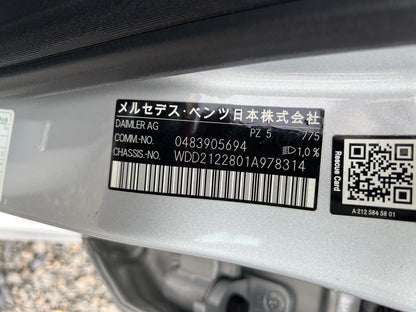 メルセデス・ベンツ日本株式会社
DAIMLER AG PZ 5 775
COMM.-NO. 0483905694 1,0 %
CHASSIS.-NO. WDD2122801A978314
Rescue Card
A 212 584 58 01